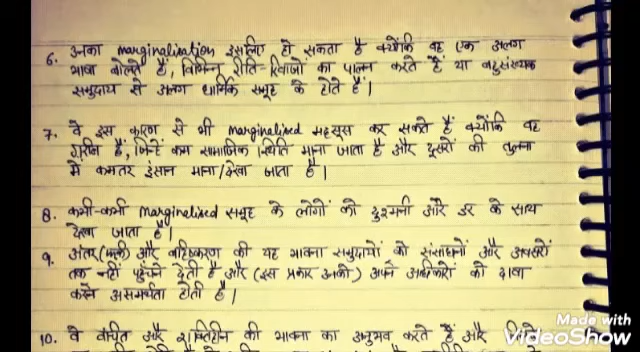 6. उनका marginalisation इसलिए हो सकता है क्योंकि वह एक अलग
भाषा बोलते हैं, विभिन्न रीति-रिवाजों का पालन करते हैं या बहुसंख्यक
समुदाय से अलग धार्मिक समूह के होते हैं।
7. वे इस कारण से भी marginalised महसूस कर सकते हैं क्योंकि वह
गरीब हैं, जिन्हें कम सामाजिक स्थिति माना जाता है और दूसरों की तुलना
में कमतर इंसान माना/देखा जाता है।
8. कभी-कभी marginalised समूह के लोगों को दुश्मनी और डर के साथ
देखा जाता है।
9. अंतर और बहिष्करण की यह भावना समुदायों को संसाधनों और अवसरों
तक नहीं पहुँचने देती है और (इस प्रकार उनको) अपने अधिकारों को दावा
करने असमर्थता होती है।
10. वे वंचित और शक्तिहीन की भावना का अनुभव करते हैं और
Made with
VideoShow